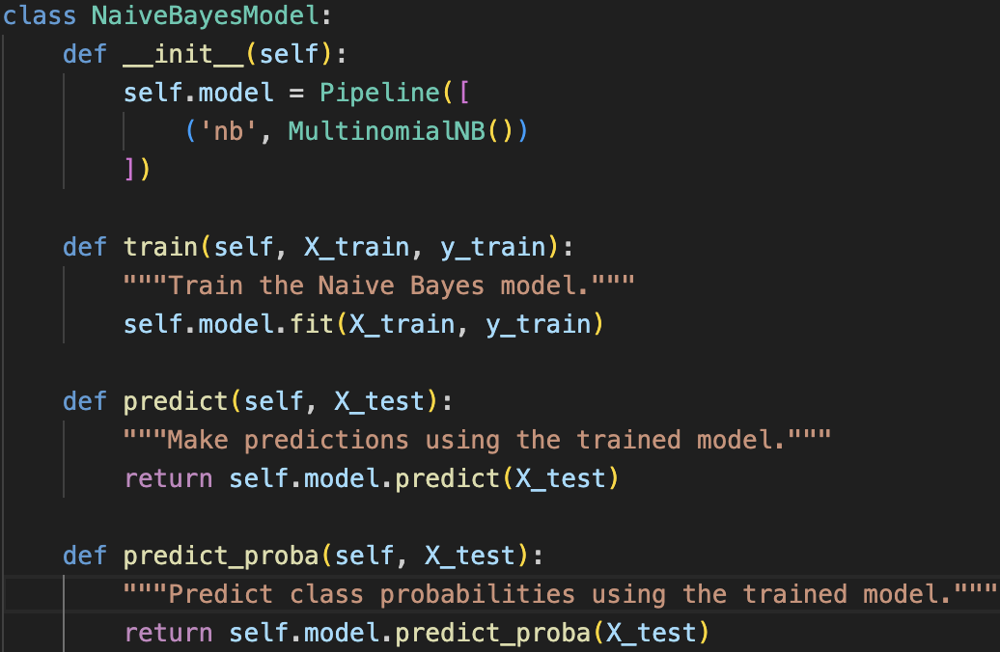 class NaiveBayesModel:
    def __init__(self):
        self.model = Pipeline([
            ('nb', MultinomialNB())
        ])

    def train(self, X_train, y_train):
        """Train the Naive Bayes model."""
        self.model.fit(X_train, y_train)

    def predict(self, X_test):
        """Make predictions using the trained model."""
        return self.model.predict(X_test)

    def predict_proba(self, X_test):
        """Predict class probabilities using the trained model."""
        return self.model.predict_proba(X_test)